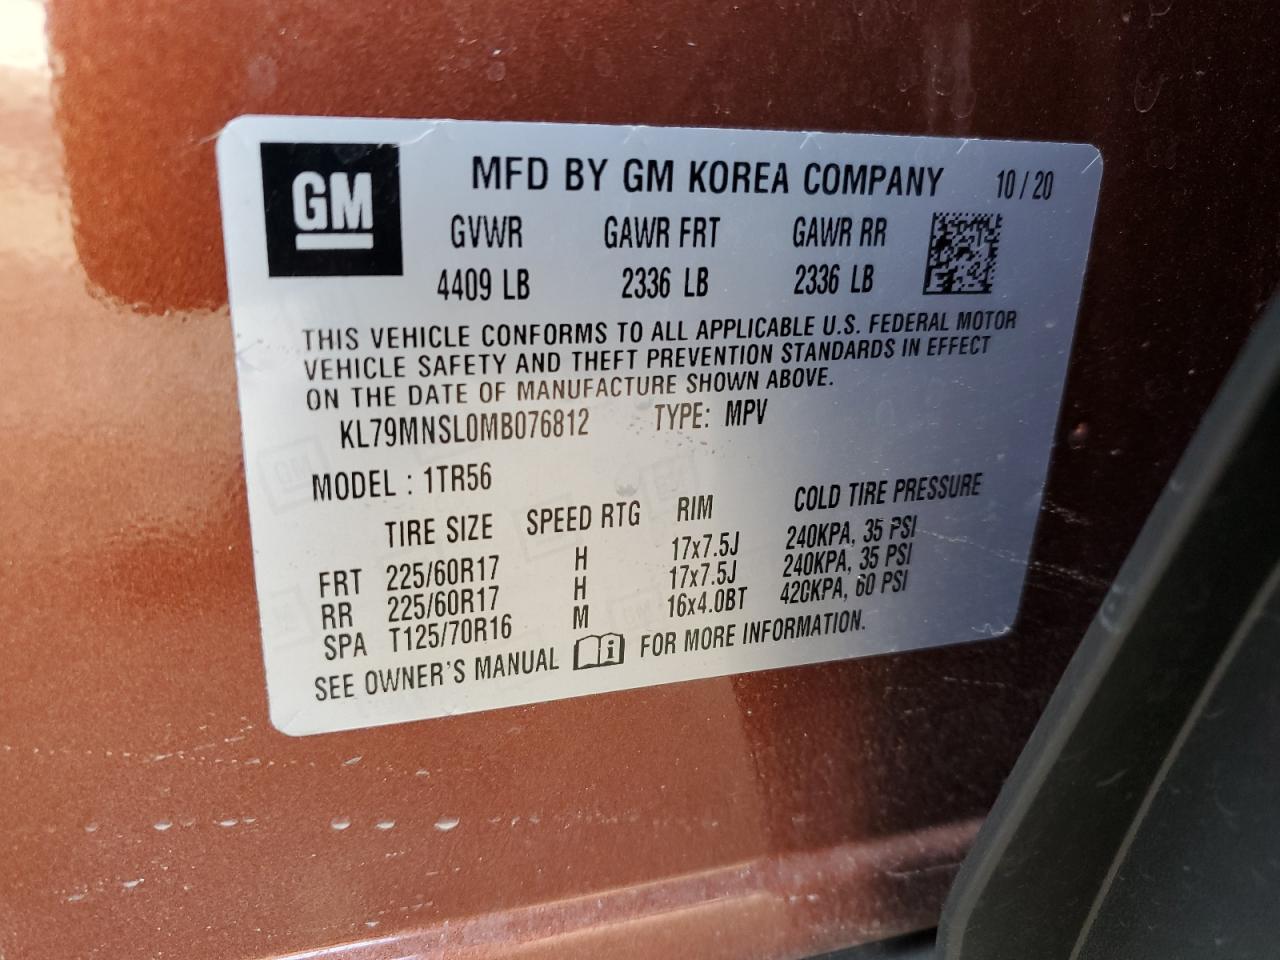 GM
MFD BY GM KOREA COMPANY 10 / 20
GVWR GAWR FRT GAWR RR
4409 LB 2336 LB 2336 LB
THIS VEHICLE CONFORMS TO ALL APPLICABLE U.S. FEDERAL MOTOR
VEHICLE SAFETY AND THEFT PREVENTION STANDARDS IN EFFECT
ON THE DATE OF MANUFACTURE SHOWN ABOVE.
KL79MNSL0MB076812 TYPE: MPV
MODEL : 1TR56
TIRE SIZE SPEED RTG RIM COLD TIRE PRESSURE
FRT 225/60R17 H 17x7.5J 240KPA, 35 PSI
RR 225/60R17 H 17x7.5J 240KPA, 35 PSI
SPA T125/70R16 M 16x4.0BT 420KPA, 60 PSI
SEE OWNER'S MANUAL i FOR MORE INFORMATION.